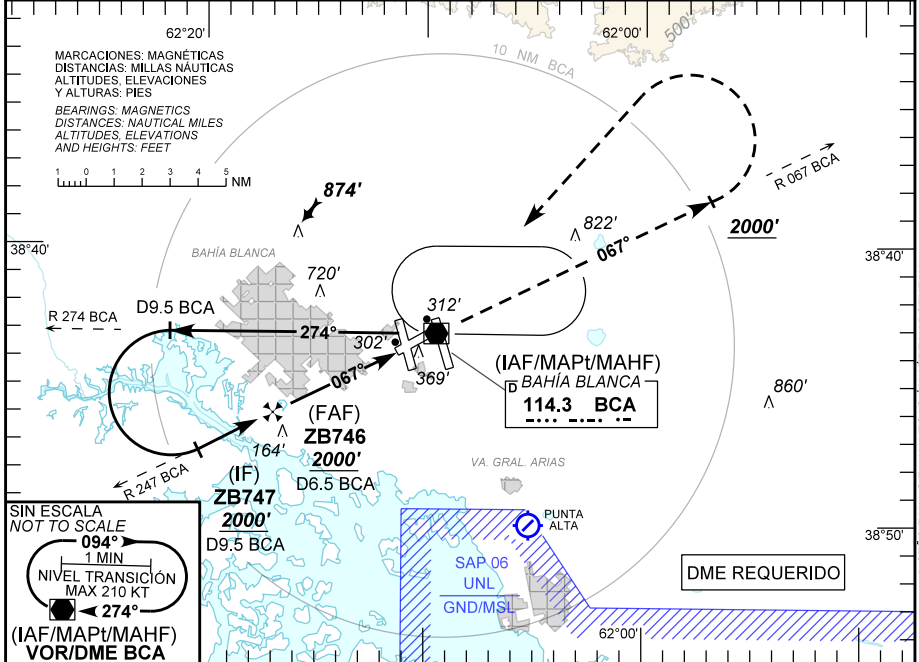 62°20'
62°00'
500'
10 NM BCA
MARCACIONES: MAGNÉTICAS
DISTANCIAS: MILLAS NÁUTICAS
ALTITUDES, ELEVACIONES
Y ALTURAS: PIES
BEARINGS: MAGNETICS
DISTANCES: NAUTICAL MILES
ALTITUDES, ELEVATIONS
AND HEIGHTS: FEET
1 0 1 2 3 4 5 NM
R 067 BCA
874'
822'
2000'
067°
38°40'
38°40'
BAHÍA BLANCA
720'
R 274 BCA
D9.5 BCA
274°
312'
302'
369'
067°
(IAF/MAPt/MAHF)
D BAHÍA BLANCA
114.3 BCA
860'
(FAF)
ZB746
2000'
D6.5 BCA
164'
R 247 BCA
(IF)
ZB747
2000'
D9.5 BCA
VA. GRAL. ARIAS
PUNTA
ALTA
38°50'
SIN ESCALA
NOT TO SCALE
094°
1 MIN
NIVEL TRANSICIÓN
MAX 210 KT
274°
(IAF/MAPt/MAHF)
VOR/DME BCA
SAP 06
UNL
GND/MSL
DME REQUERIDO
62°00'